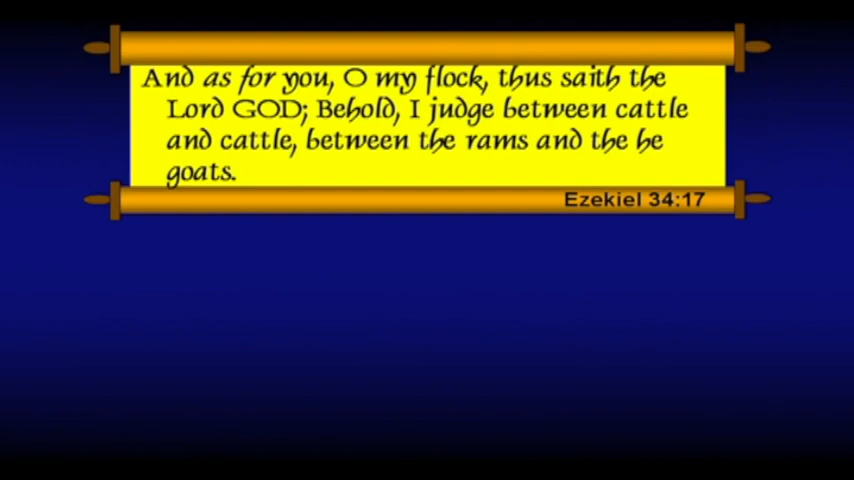 And as for you, O my flock, thus saith the
Lord GOD; Behold, I judge between cattle
and cattle, between the rams and the he
goats.
Ezekiel 34:17